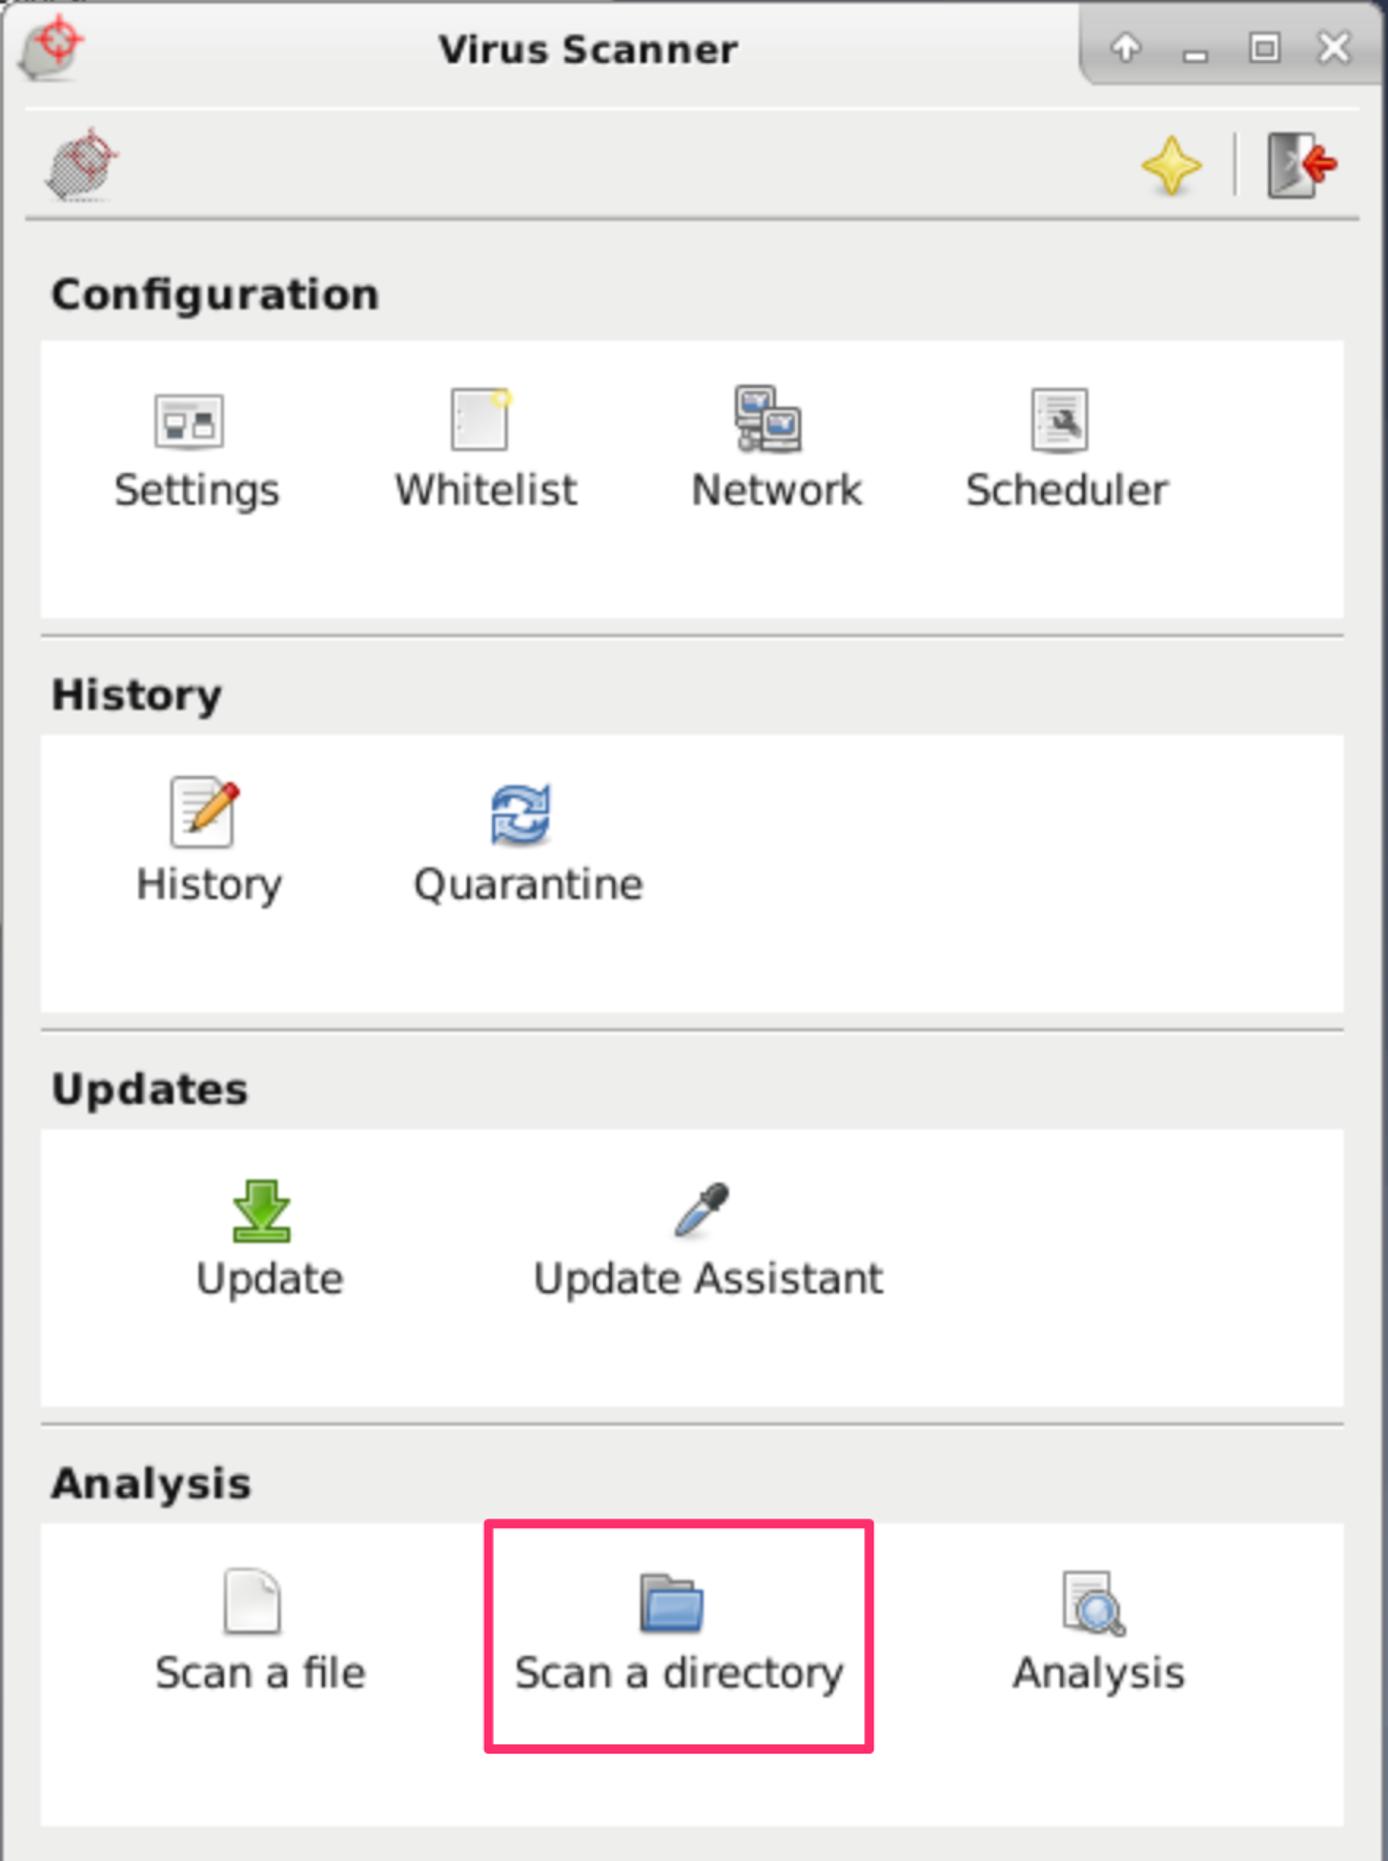 Virus Scanner
Configuration
Settings Whitelist Network Scheduler
History
History Quarantine
Updates
Update Update Assistant
Analysis
Scan a file Scan a directory Analysis